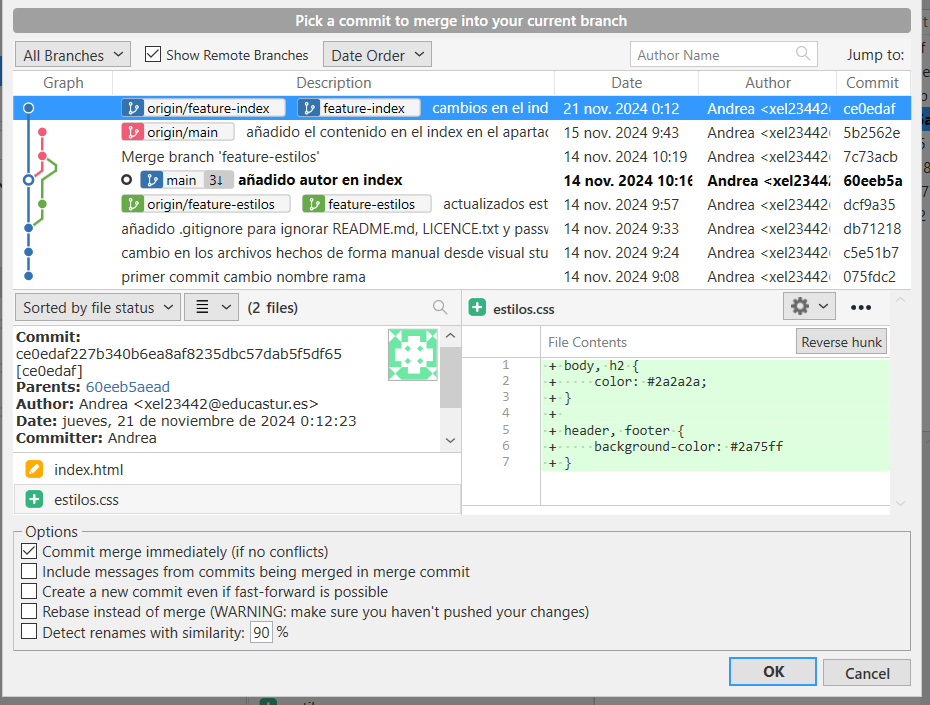 Pick a commit to merge into your current branch
All Branches Show Remote Branches Date Order Author Name Jump to:
Graph Description Date Author Commit
origin/feature-index feature-index cambios en el ind 21 nov. 2024 0:12 Andrea <xel23442 ce0edaf
origin/main añadido el contenido en el index en el apartac 15 nov. 2024 9:43 Andrea <xel23442 5b2562e
Merge branch 'feature-estilos' 14 nov. 2024 10:19 Andrea <xel23442 7c73acb
main 3↓ añadido autor en index 14 nov. 2024 10:16 Andrea <xel2344 60eeb5a
origin/feature-estilos feature-estilos actualizados est 14 nov. 2024 9:57 Andrea <xel23442 dcf9a35
añadido .gitignore para ignorar README.md, LICENCE.txt y passv 14 nov. 2024 9:33 Andrea <xel23442 db71218
cambio en los archivos hechos de forma manual desde visual stu 14 nov. 2024 9:24 Andrea <xel23442 c5e51b7
primer commit cambio nombre rama 14 nov. 2024 9:08 Andrea <xel23442 075fdc2
Sorted by file status (2 files)
Commit:
ce0edaf227b340b6ea8af8235dbc57dab5f5df65
[ce0edaf]
Parents: 60eeb5aead
Author: Andrea <xel23442@educastur.es>
Date: jueves, 21 de noviembre de 2024 0:12:23
Committer: Andrea
index.html
estilos.css
estilos.css
File Contents Reverse hunk
1 + body, h2 {
2 + color: #2a2a2a;
3 + }
4 +
5 + header, footer {
6 + background-color: #2a75ff
7 + }
Options
Commit merge immediately (if no conflicts)
Include messages from commits being merged in merge commit
Create a new commit even if fast-forward is possible
Rebase instead of merge (WARNING: make sure you haven't pushed your changes)
Detect renames with similarity: 90 %
OK Cancel